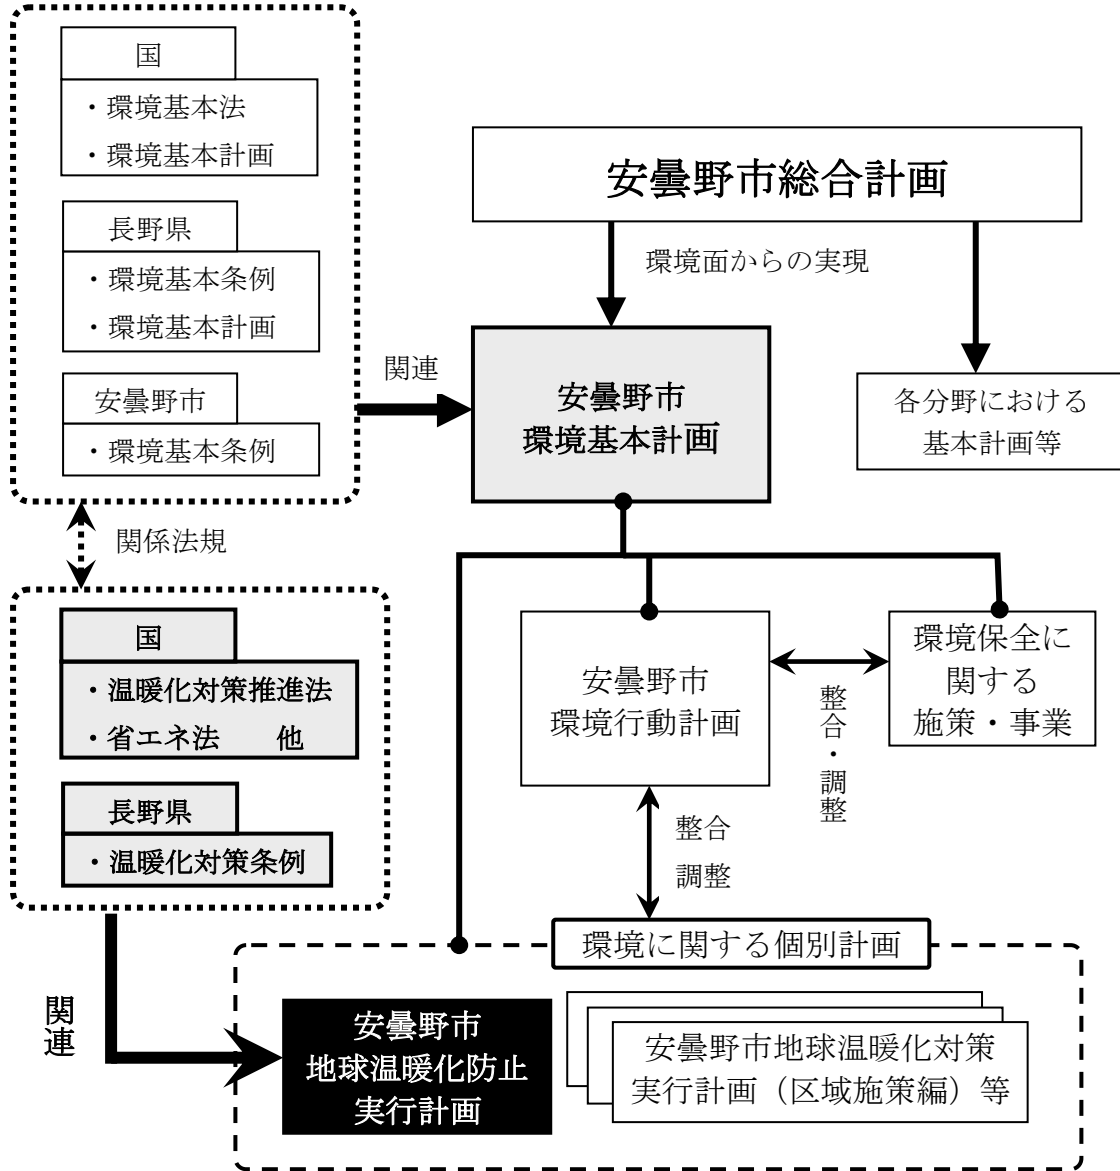 国
・環境基本法
・環境基本計画
長野県
・環境基本条例
・環境基本計画
安曇野市
・環境基本条例
安曇野市総合計画
環境面からの実現
関連
安曇野市
環境基本計画
各分野における
基本計画等
関係法規
国
・温暖化対策推進法
・省エネ法　他
長野県
・温暖化対策条例
安曇野市
環境行動計画
整合・調整
環境保全に
関する
施策・事業
整合
調整
環境に関する個別計画
関連
安曇野市
地球温暖化防止
実行計画
安曇野市地球温暖化対策
実行計画（区域施策編）等